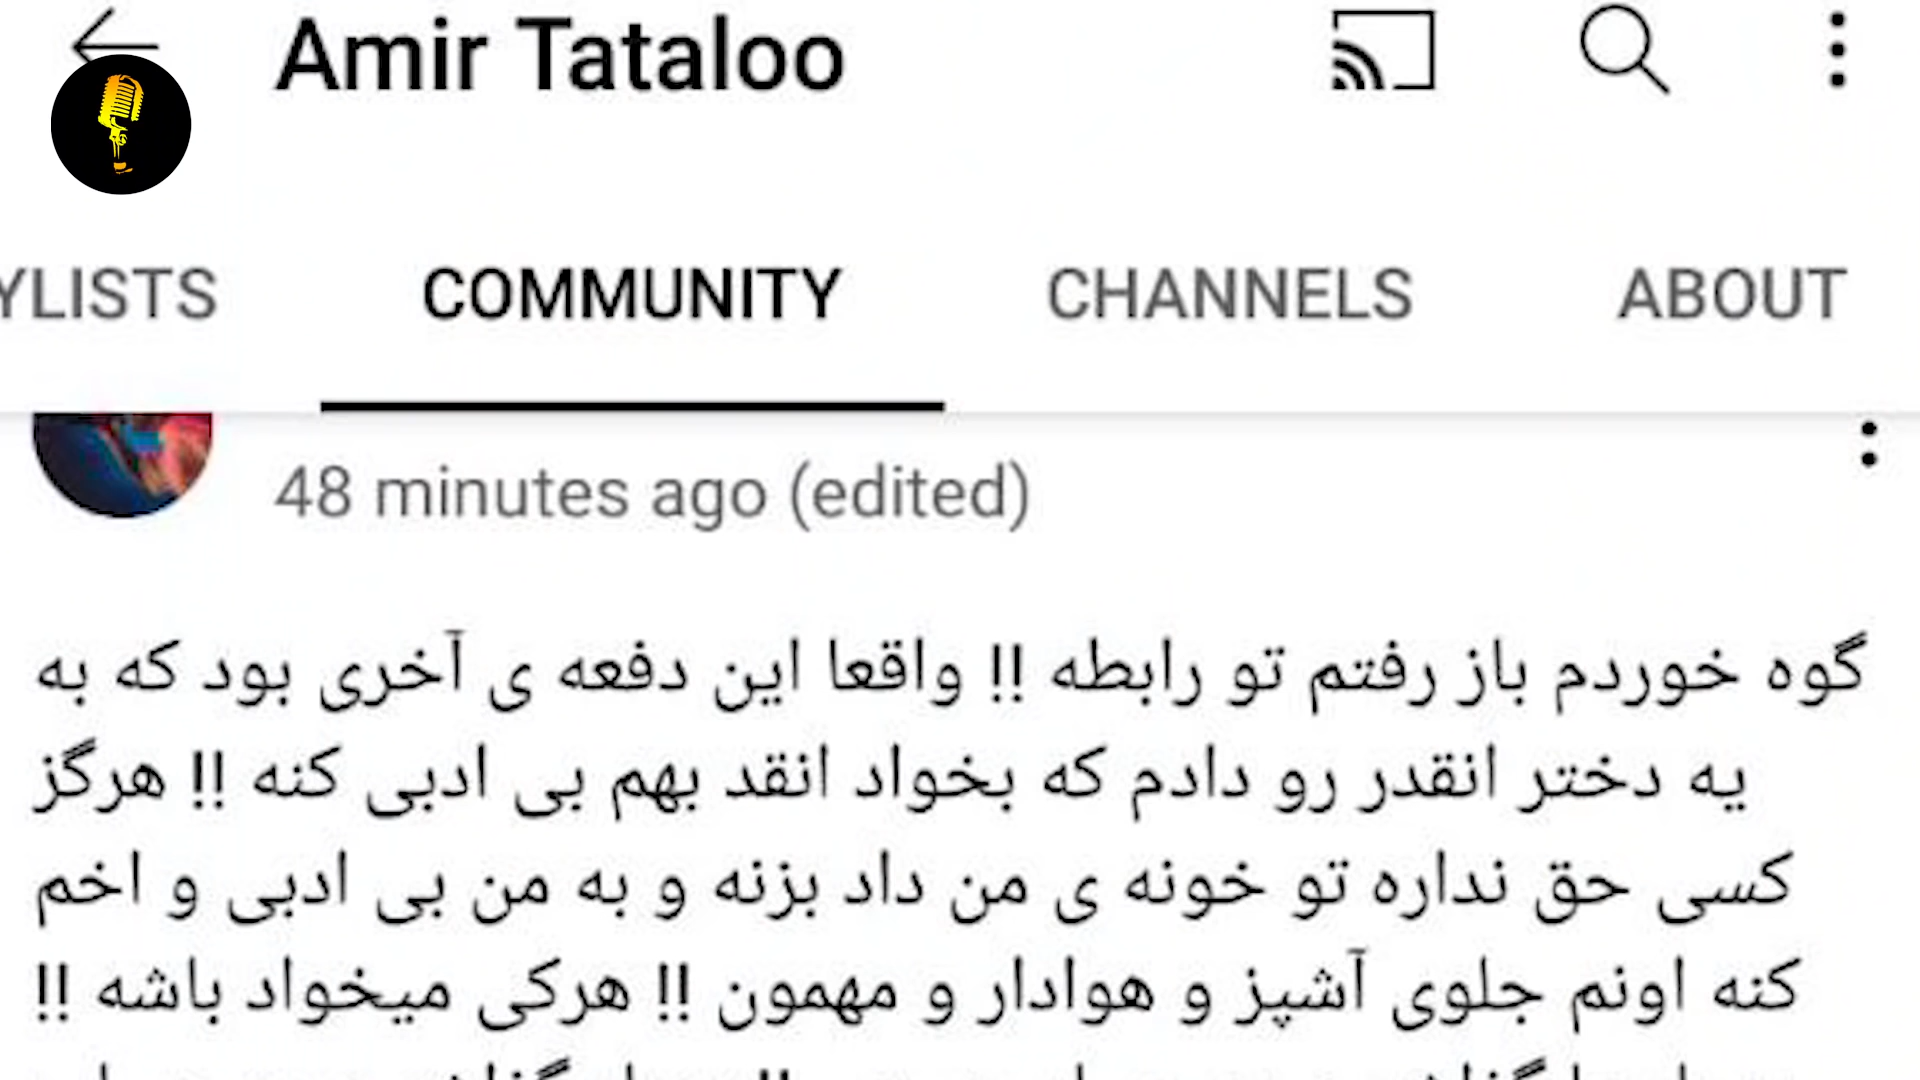 Amir Tataloo
YLISTS COMMUNITY CHANNELS ABOUT
48 minutes ago (edited)
گوه خوردم باز رفتم تو رابطه !! واقعا این دفعه ی آخری بود که به
یه دختر انقدر رو دادم که بخواد انقد بهم بی ادبی کنه !! هرگز
کسی حق نداره تو خونه ی من داد بزنه و به من بی ادبی و اخم
کنه اونم جلوی آشپز و هوادار و مهمون !! هرکی میخواد باشه !!